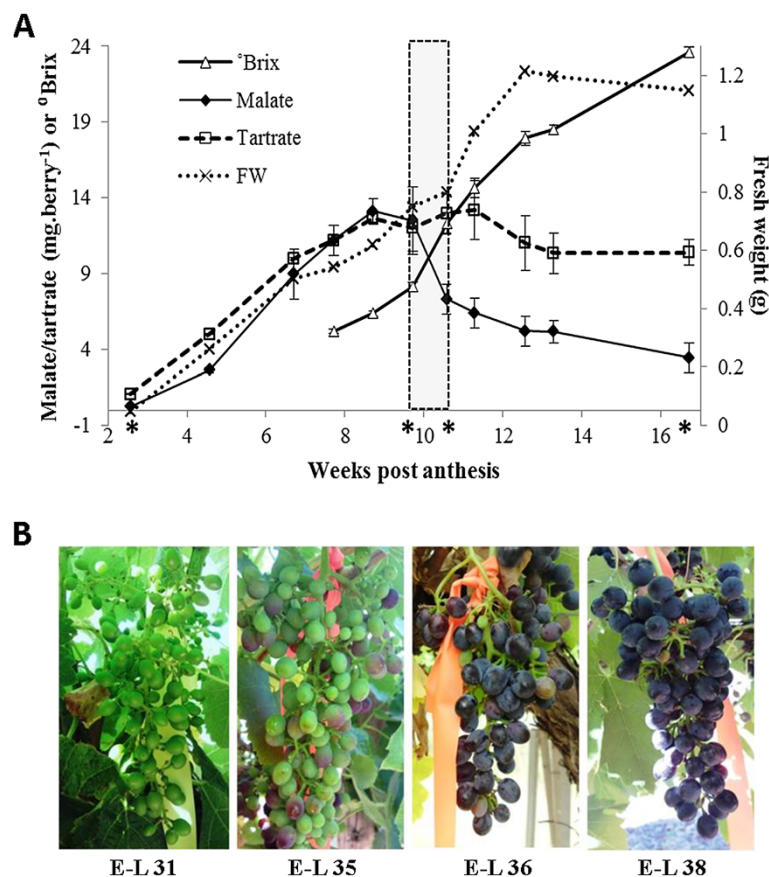 A
24
19
14
9
4
-1
Malate/tartrate (mg.berry⁻¹) or °Brix
°Brix
Malate
Tartrate
FW
1.2
1
0.8
0.6
0.4
0.2
0
Fresh weight (g)
2 4 6 8 10 12 14 16
* * * *
Weeks post anthesis
B
E-L 31 E-L 35 E-L 36 E-L 38